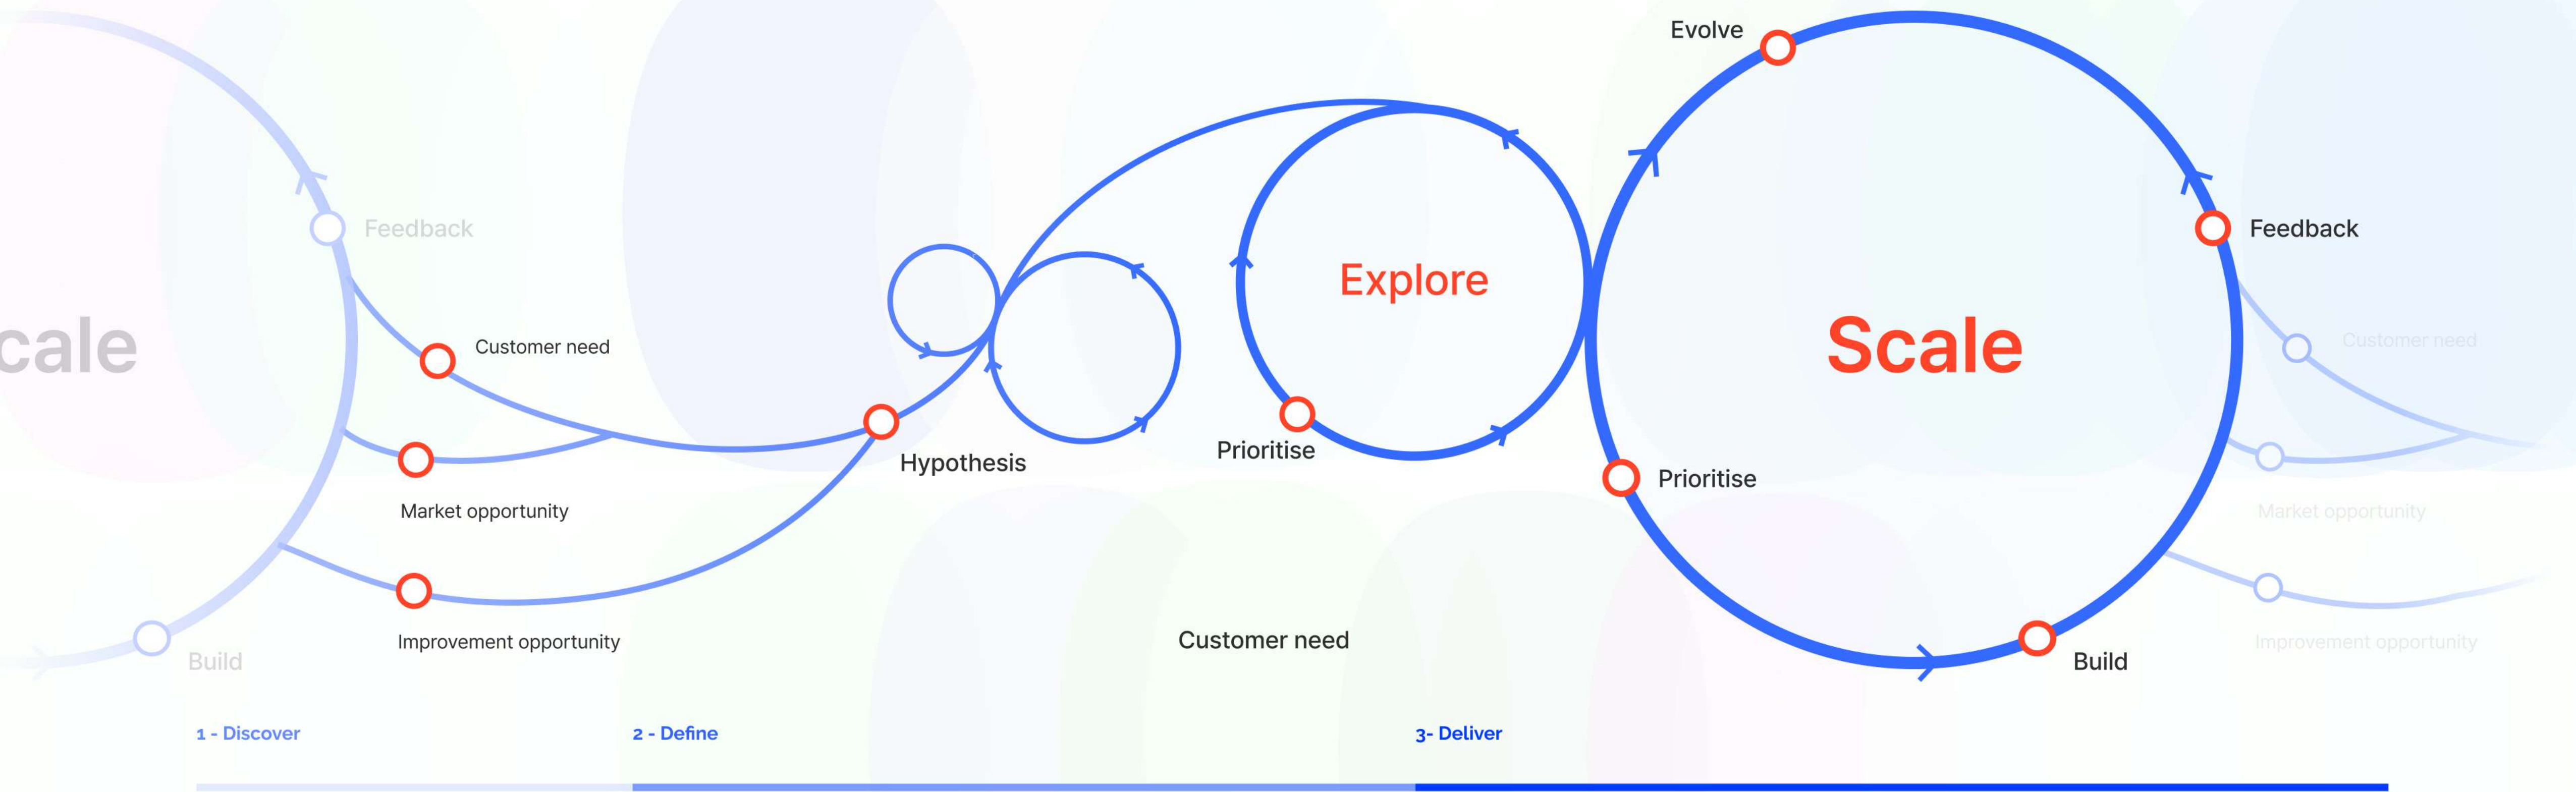 Evolve
Feedback
Feedback
Explore
Scale
cale
Customer need
Customer need
Prioritise
Hypothesis
Prioritise
Market opportunity
Market opportunity
Improvement opportunity
Customer need
Improvement opportunity
Build
Build
1 - Discover
2 - Define
3- Deliver